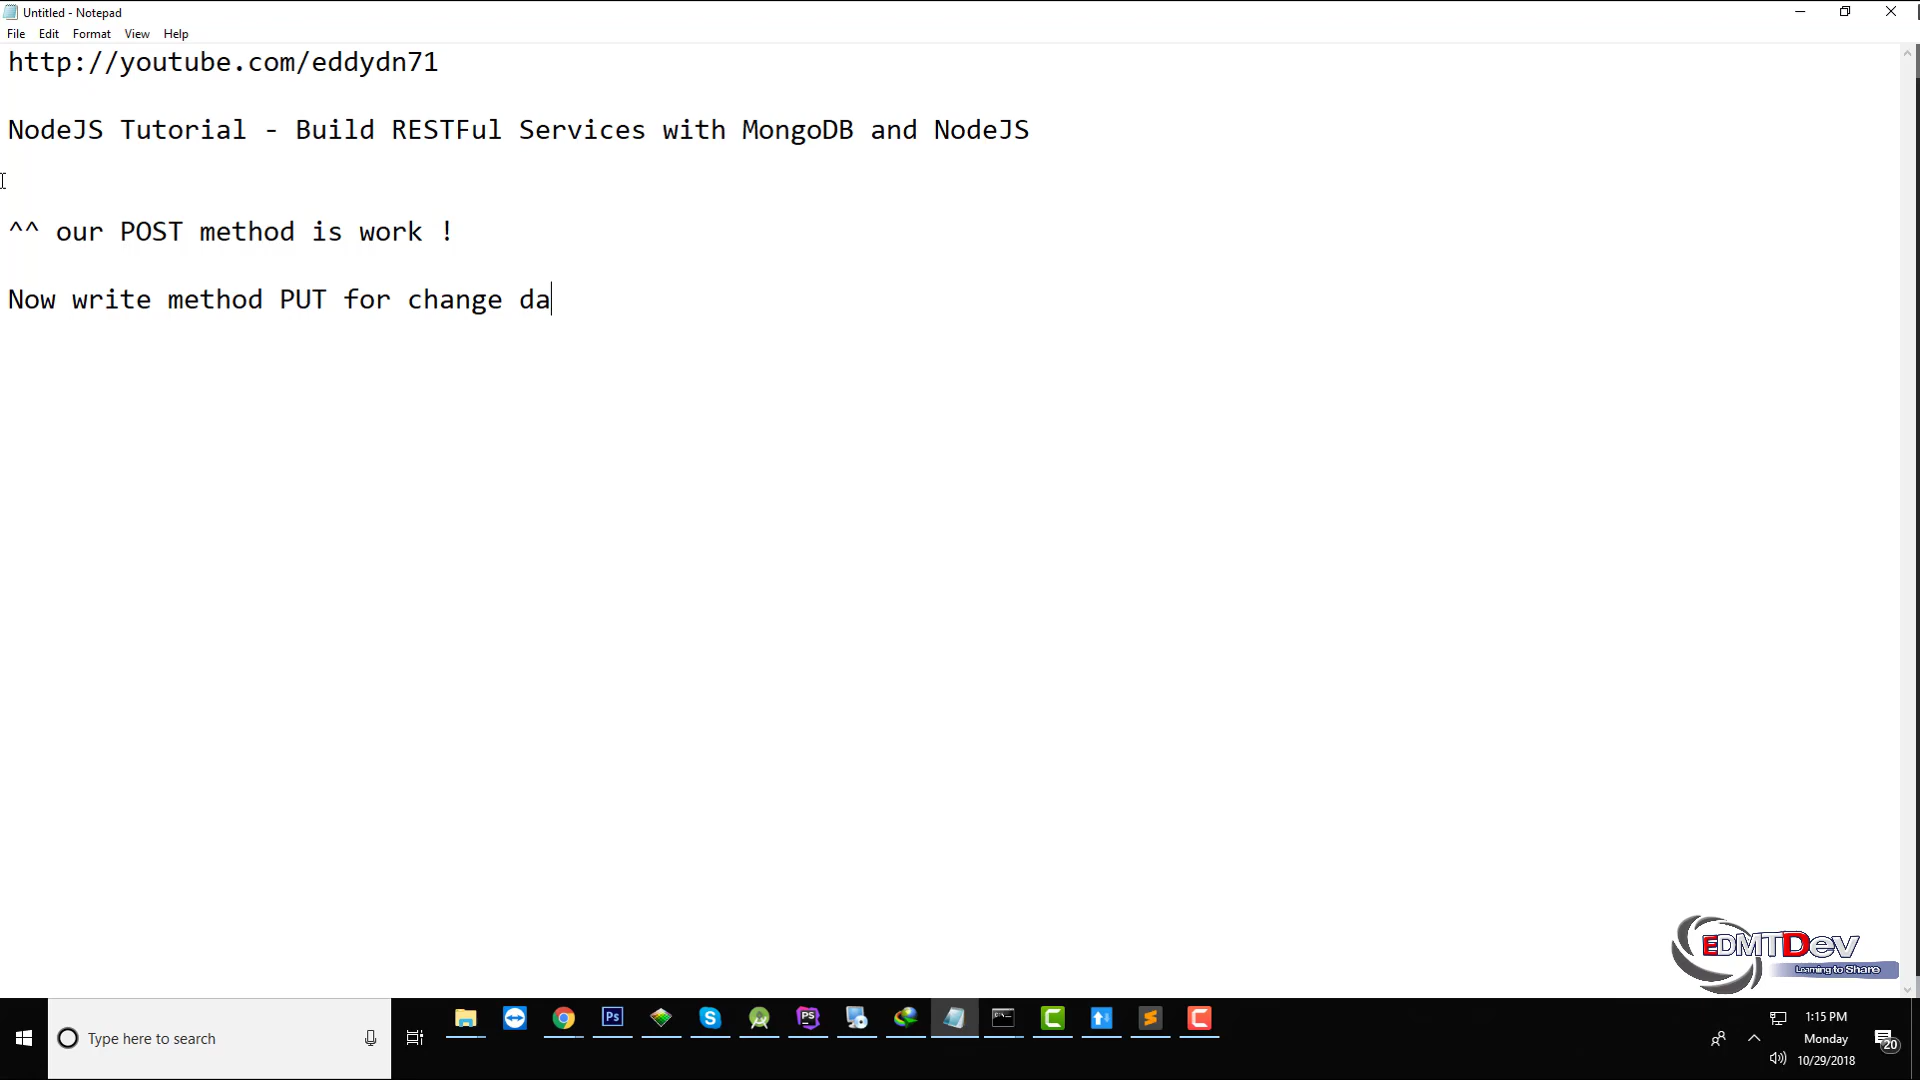 Untitled - Notepad
File Edit Format View Help
http://youtube.com/eddydn71
NodeJS Tutorial - Build RESTFul Services with MongoDB and NodeJS
^^ our POST method is work !
Now write method PUT for change da
EDMTDev
Learning to Share
Type here to search
Ps
PS
1:15 PM
Monday
10/29/2018
20